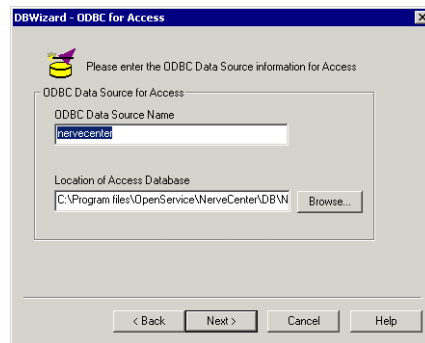 DBWizard - ODBC for Access
Please enter the ODBC Data Source information for Access
ODBC Data Source for Access
ODBC Data Source Name
nervecenter
Location of Access Database
C:\Program files\OpenService\NerveCenter\DB\N
Browse...
< Back
Next >
Cancel
Help